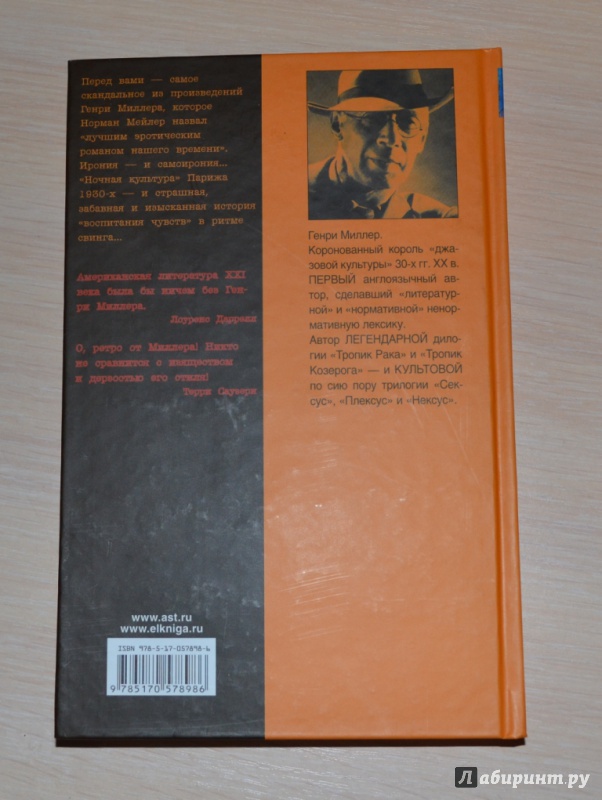 Перед вами — самое
скандальное из произведений
Генри Миллера, которое
Норман Мейлер назвал
«лучшим эротическим
романом нашего времени».
Ирония — и самоирония...
«Ночная культура» Парижа
1930-х — и страшная,
забавная и изысканная история
"воспитания чувств" в ритме
свинга...
Американская литература XXI
века была бы ничем без Ген-
ри Миллера.
Лоуренс Даррелл
О, ретро от Миллера! Никто
не сравнится с изяществом
и дерзостью его стиля!
Терри Саузерн
Генри Миллер.
Коронованный король «джа-
зовой культуры» 30-х гг. XX в.
ПЕРВЫЙ англоязычный ав-
тор, сделавший «литератур-
ной» и «нормативной» ненор-
мативную лексику.
Автор ЛЕГЕНДАРНОЙ дило-
гии «Тропик Рака» и «Тропик
Козерога» — и КУЛЬТОВОЙ
по сию пору трилогии «Сек-
сус», «Плексус» и «Нексус».
www.ast.ru
www.elkniga.ru
ISBN 978-5-17-057898-6
9 785170 578986
Лабиринт.ру